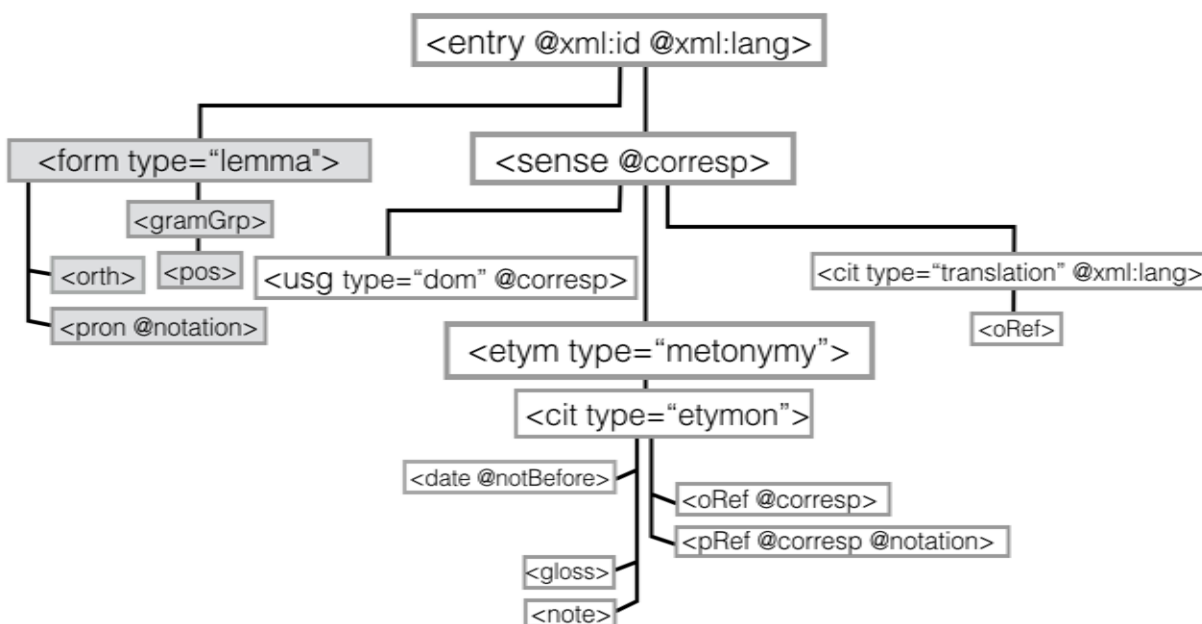 <entry @xml:id @xml:lang>
<form type=“lemma">
<sense @corresp>
<gramGrp>
<orth>
<pos>
<usg type=“dom” @corresp>
<cit type=“translation” @xml:lang>
<pron @notation>
<oRef>
<etym type=“metonymy”>
<cit type=“etymon”>
<date @notBefore>
<oRef @corresp>
<pRef @corresp @notation>
<gloss>
<note>